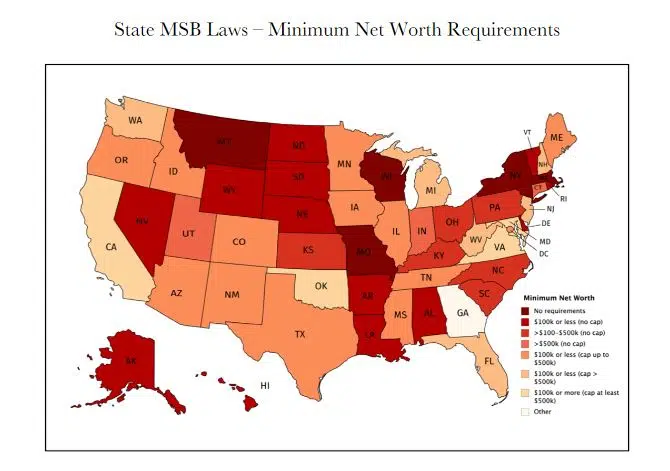 State MSB Laws – Minimum Net Worth Requirements
WA
MT
ND
MN
OR
ID
WY
SD
WI
MI
VT
ME
NH
NY
CT
RI
NJ
PA
DE
MD
DC
NV
UT
CO
NE
IA
IL
IN
OH
WV
VA
CA
KS
MO
KY
NC
TN
SC
AZ
NM
OK
AR
MS
AL
GA
TX
LA
FL
AK
HI
Minimum Net Worth
No requirements
$100k or less (no cap)
>$100-$500k (no cap)
>$500k (no cap)
$100k or less (cap up to
$500k)
$100k or less (cap >
$500k)
$100k or more (cap at least
$500k)
Other